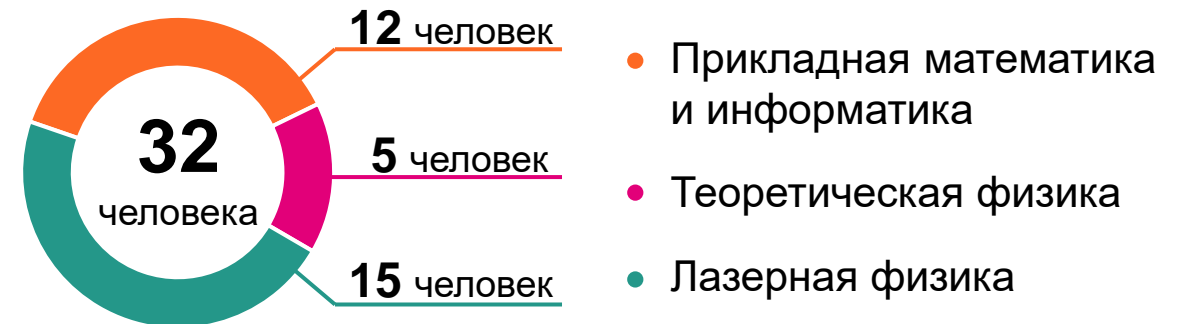 12 человек
32
человека
5 человек
15 человек
Прикладная математика
и информатика
Теоретическая физика
Лазерная физика